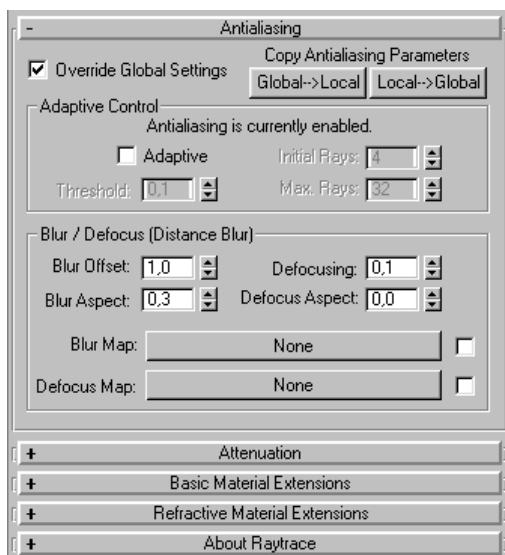 - Antialiasing
Copy Antialiasing Parameters
Override Global Settings
Global-->Local Local-->Global
Adaptive Control
Antialiasing is currently enabled.
Adaptive Initial Rays: 4
Threshold: 0,1 Max. Rays: 32
Blur / Defocus (Distance Blur)
Blur Offset: 1,0 Defocusing: 0,1
Blur Aspect: 0,3 Defocus Aspect: 0,0
Blur Map: None
Defocus Map: None
+ Attenuation
+ Basic Material Extensions
+ Refractive Material Extensions
+ About Raytrace